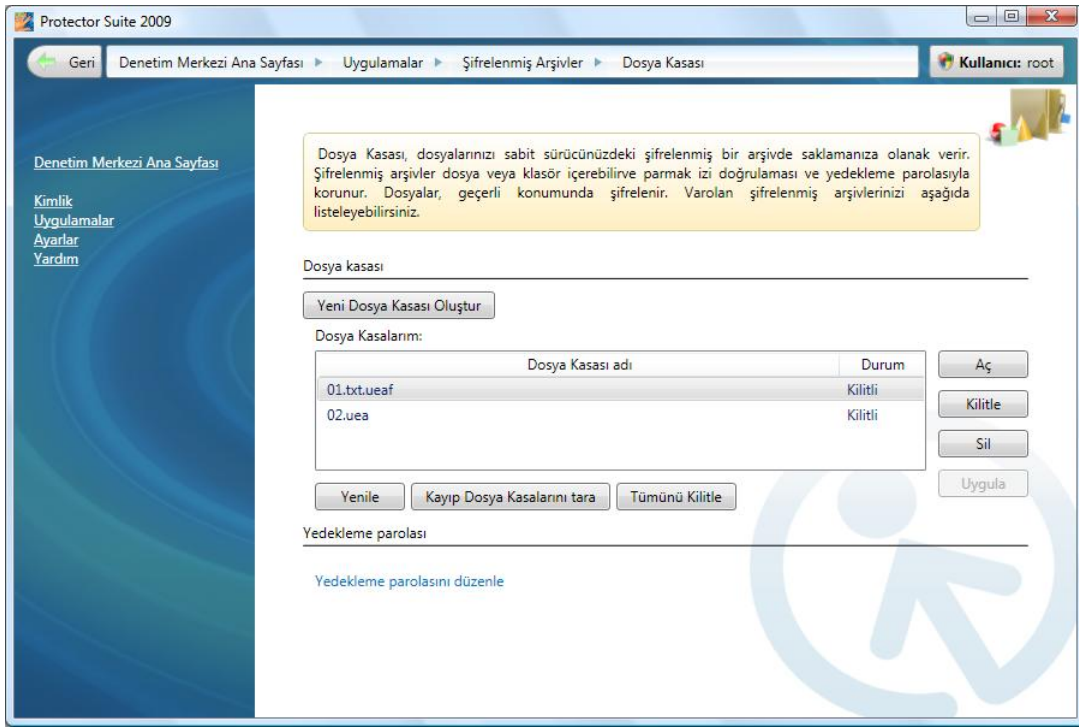 Protector Suite 2009
Geri Denetim Merkezi Ana Sayfası Uygulamalar Şifrelenmiş Arşivler Dosya Kasası Kullanıcı: root
Denetim Merkezi Ana Sayfası
Kimlik
Uygulamalar
Ayarlar
Yardım
Dosya Kasası, dosyalarınızı sabit sürücünüzdeki şifrelenmiş bir arşivde saklamanıza olanak verir.
Şifrelenmiş arşivler dosya veya klasör içerebilirve parmak izi doğrulaması ve yedekleme parolasıyla
korunur. Dosyalar, geçerli konumunda şifrelenir. Varolan şifrelenmiş arşivlerinizi aşağıda
listeleyebilirsiniz.
Dosya kasası
Yeni Dosya Kasası Oluştur
Dosya Kasalarım:
Dosya Kasası adı Durum
01.txt.ueaf Kilitli
02.uea Kilitli
Aç
Kilitle
Sil
Uygula
Yenile Kayıp Dosya Kasalarını tara Tümünü Kilitle
Yedekleme parolası
Yedekleme parolasını düzenle